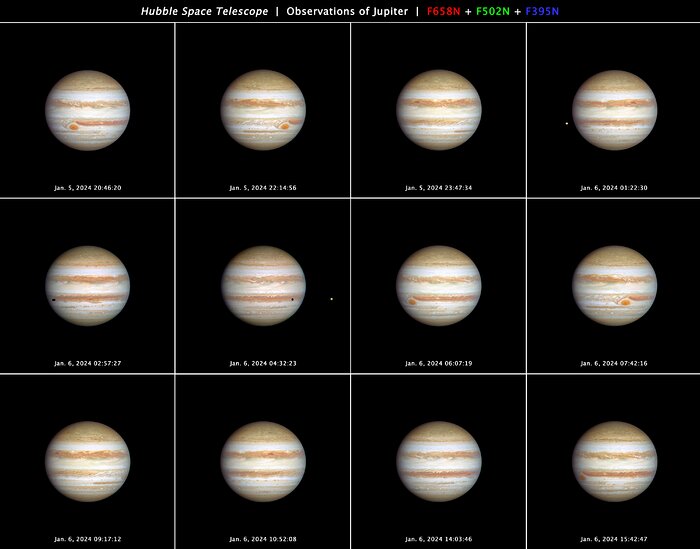 Hubble Space Telescope | Observations of Jupiter | F658N + F502N + F395N
Jan. 5, 2024 20:46:20
Jan. 5, 2024 22:14:56
Jan. 5, 2024 23:47:34
Jan. 6, 2024 01:22:30
Jan. 6, 2024 02:57:27
Jan. 6, 2024 04:32:23
Jan. 6, 2024 06:07:19
Jan. 6, 2024 07:42:16
Jan. 6, 2024 09:17:12
Jan. 6, 2024 10:52:08
Jan. 6, 2024 14:03:46
Jan. 6, 2024 15:42:47